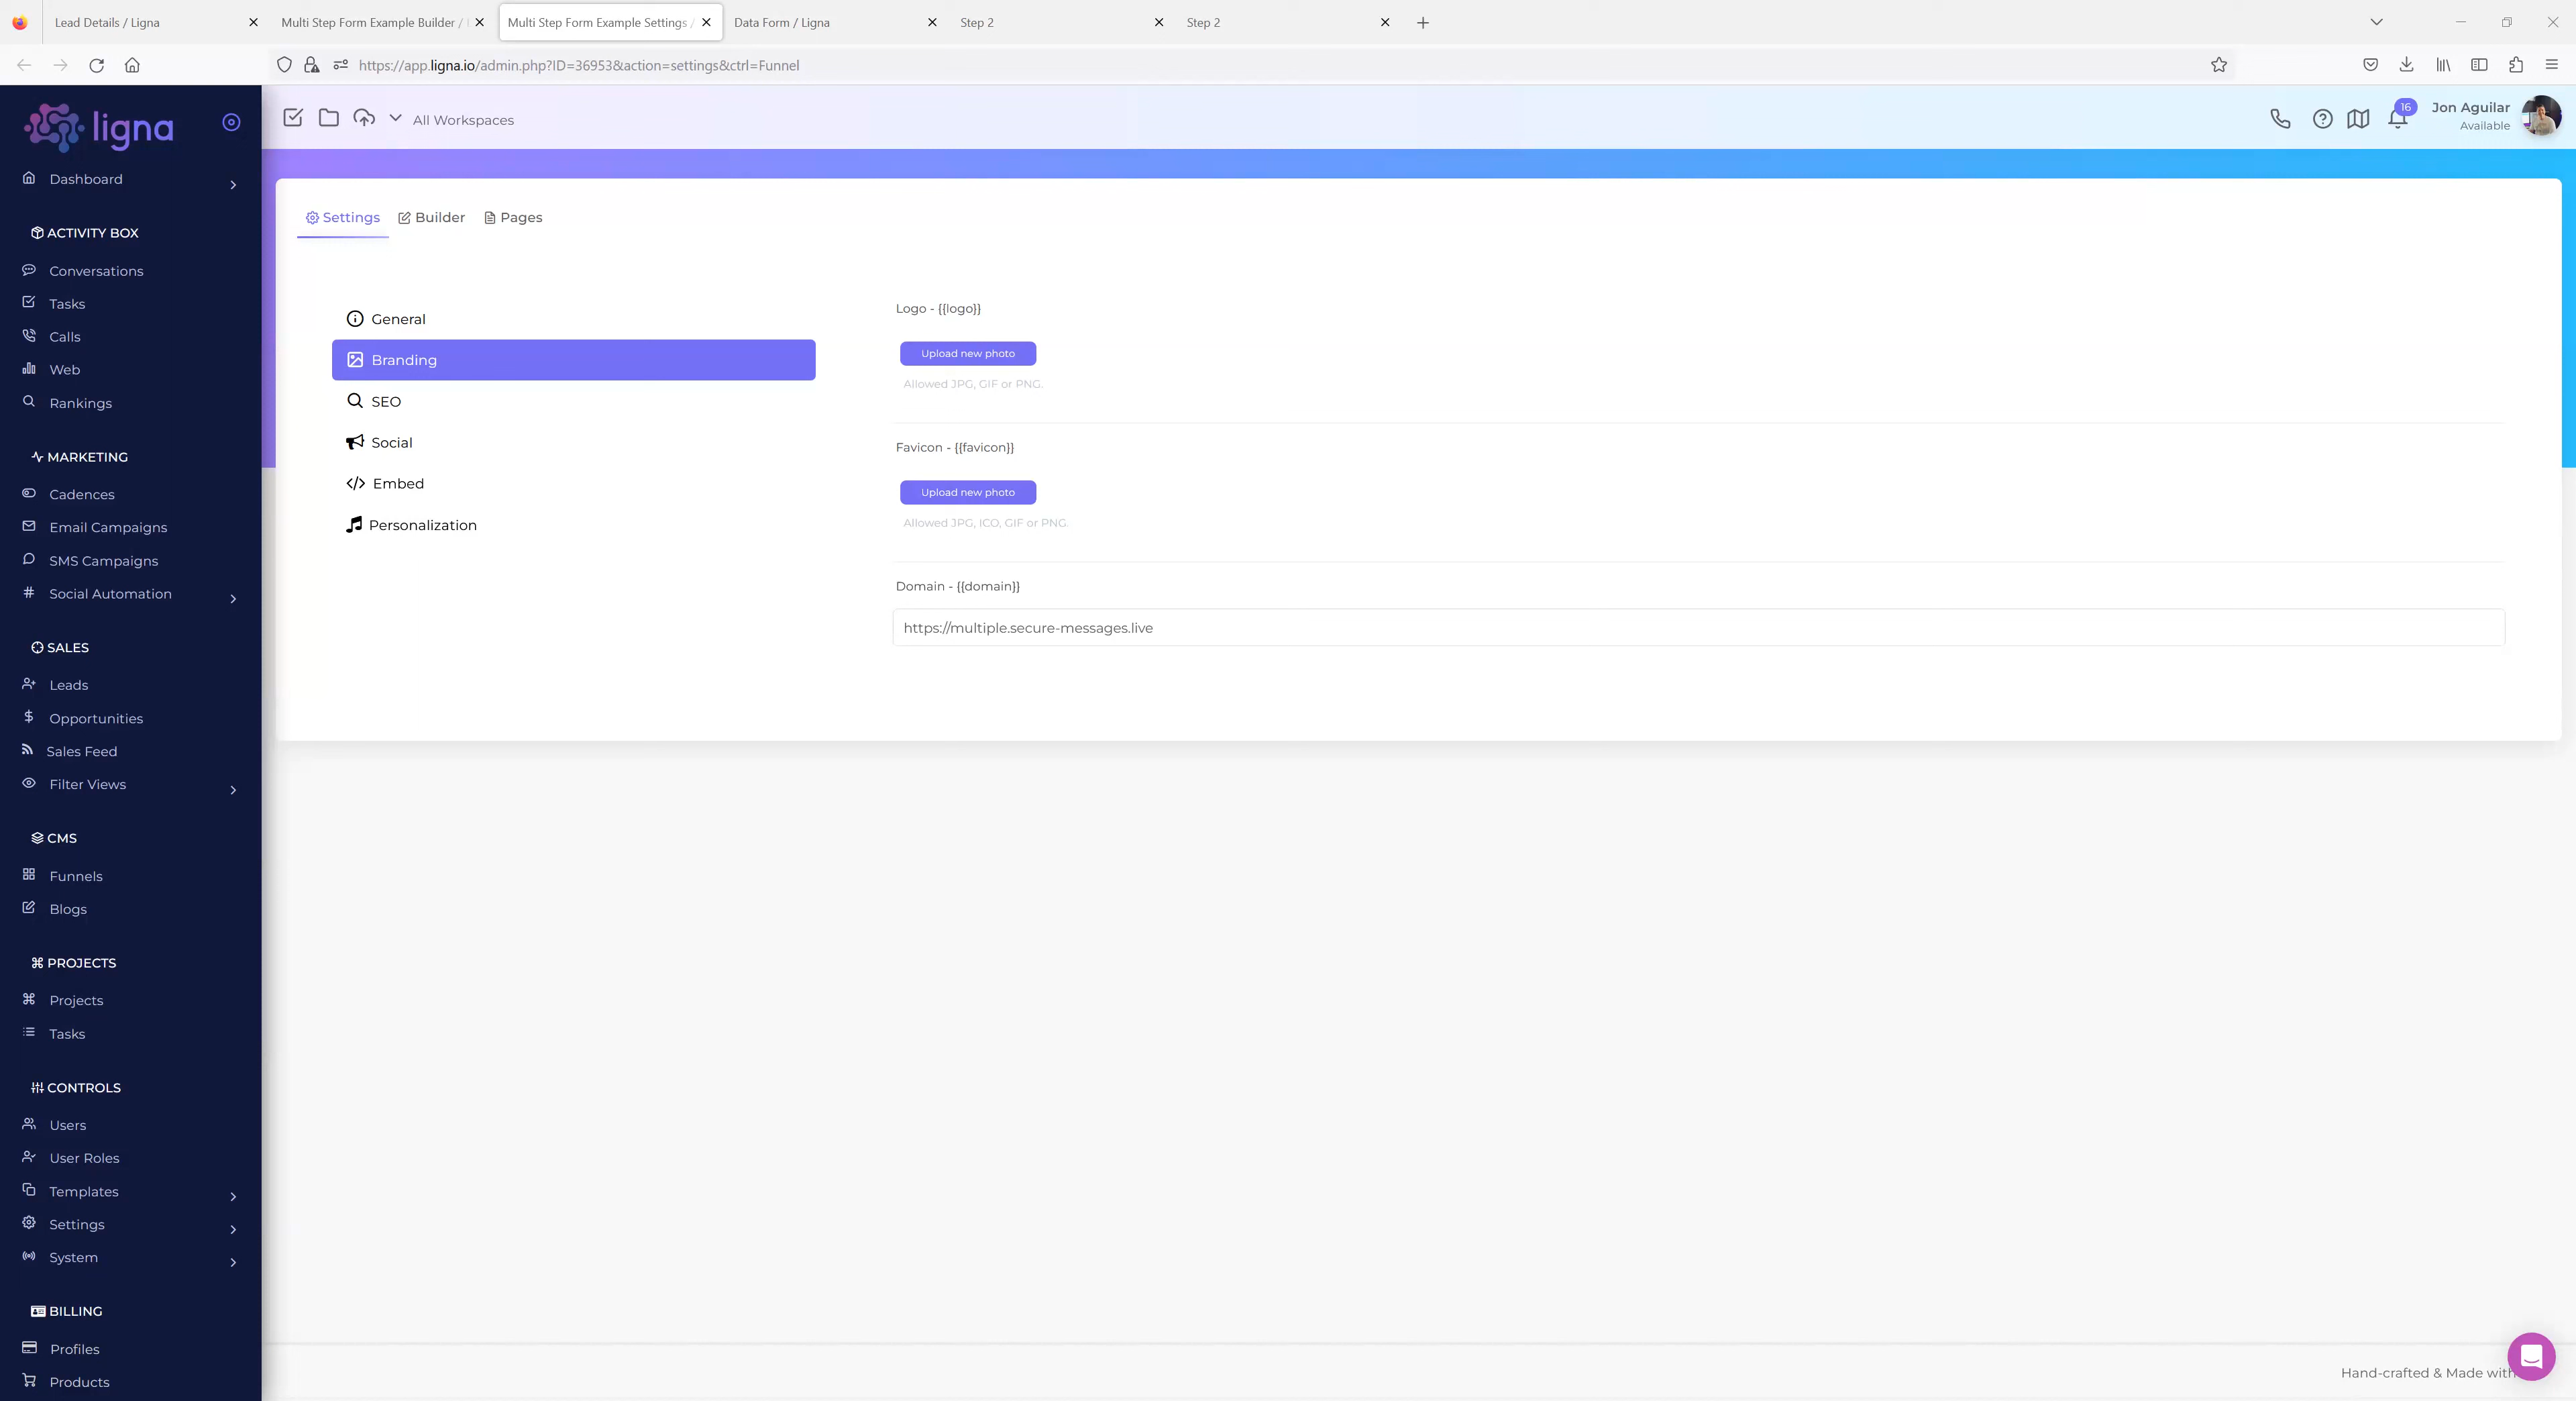 Lead Details / Ligna
Multi Step Form Example Builder /
Multi Step Form Example Settings /
Data Form / Ligna
Step 2
Step 2
https://app.ligna.io/admin.php?ID=36953&action=settings&ctrl=Funnel
ligna
All Workspaces
16
Jon Aguilar
Available
Dashboard
ACTIVITY BOX
Conversations
Tasks
Calls
Web
Rankings
MARKETING
Cadences
Email Campaigns
SMS Campaigns
Social Automation
SALES
Leads
Opportunities
Sales Feed
Filter Views
CMS
Funnels
Blogs
PROJECTS
Projects
Tasks
CONTROLS
Users
User Roles
Templates
Settings
System
BILLING
Profiles
Products
Settings
Builder
Pages
General
Branding
SEO
Social
Embed
Personalization
Logo - {{logo}}
Upload new photo
Allowed JPG, GIF or PNG.
Favicon - {{favicon}}
Upload new photo
Allowed JPG, ICO, GIF or PNG.
Domain - {{domain}}
https://multiple.secure-messages.live
Hand-crafted & Made with